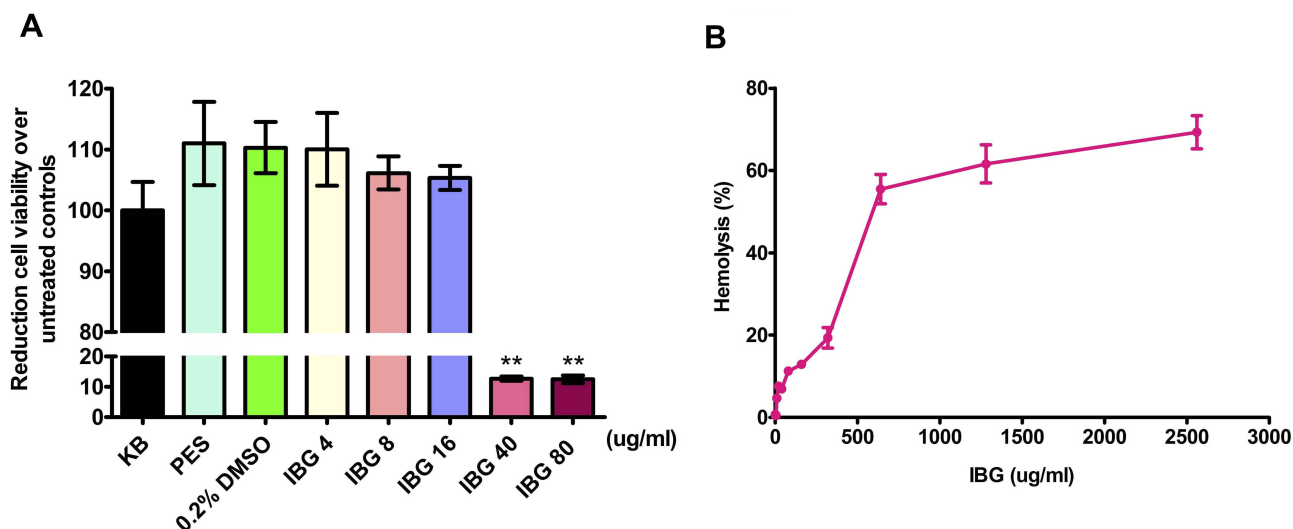 A
Reduction cell viability over
untreated controls
120
110
100
90
80
20
10
0
**
**
KB
PES
0.2% DMSO
IBG 4
IBG 8
IBG 16
IBG 40
IBG 80
(ug/ml)
B
Hemolysis (%)
80
60
40
20
0
0
500
1000
1500
2000
2500
3000
IBG (ug/ml)